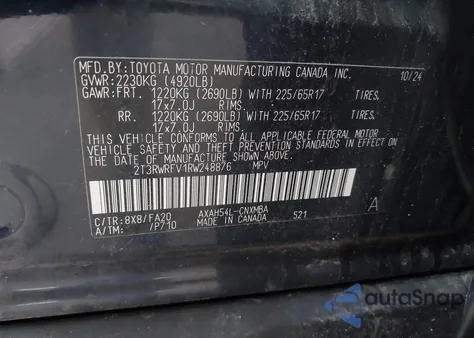 MFD.BY: TOYOTA MOTOR MANUFACTURING CANADA INC. 10/24
GVWR: 2230KG (4920LB)
GAWR: FRT. 1220KG (2690LB) WITH 225/65R17 TIRES,
17x7.0J RIMS,
RR. 1220KG (2690LB) WITH 225/65R17 TIRES,
17x7.0J RIMS,
THIS VEHICLE CONFORMS TO ALL APPLICABLE FEDERAL MOTOR
VEHICLE SAFETY AND THEFT PREVENTION STANDARDS IN
EFFECT ON THE DATE OF MANUFACTURE SHOWN ABOVE.
2T3RWRFV1RW248876 MPV
C/TR: 8X8/FA20 AXAH54L-CNXMBA A
A/TM: /P710 MADE IN CANADA 521
autoSnap